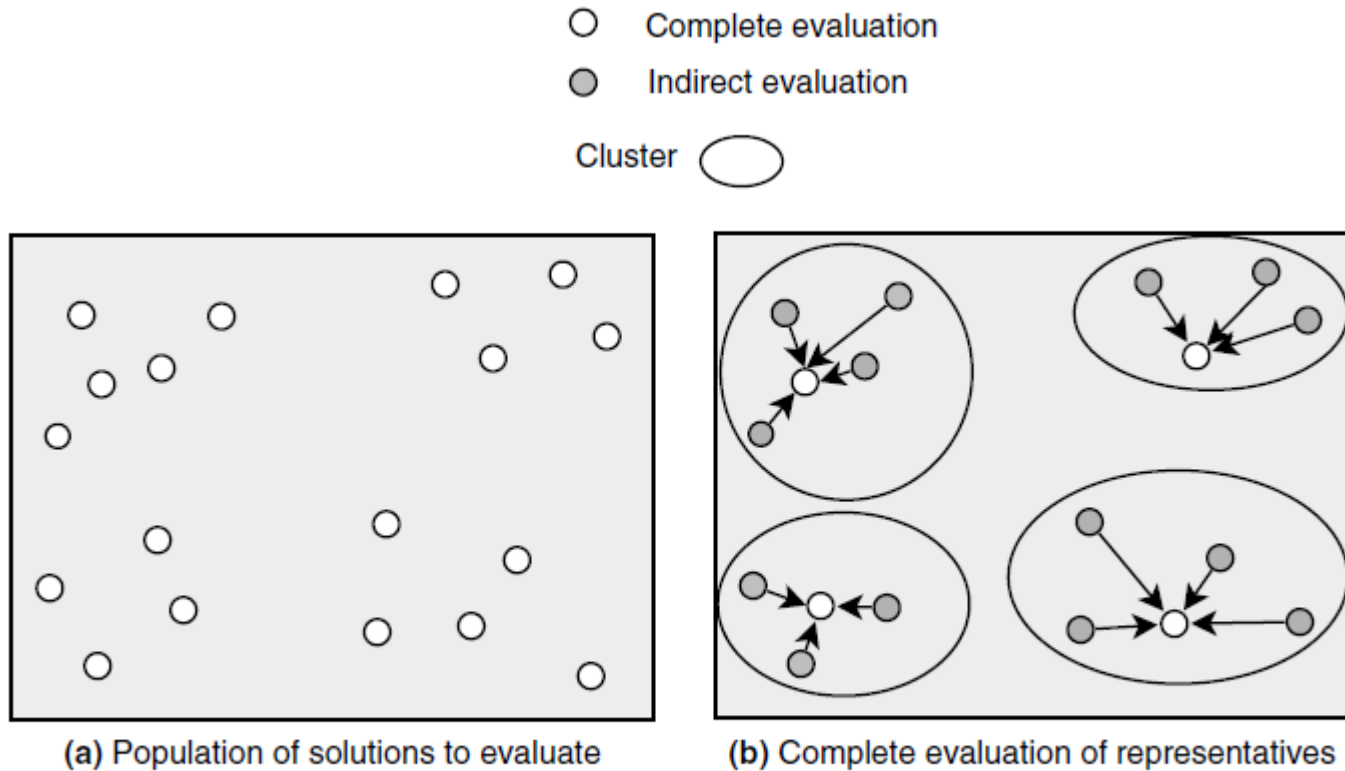 Complete evaluation
Indirect evaluation
Cluster
(a) Population of solutions to evaluate
(b) Complete evaluation of representatives